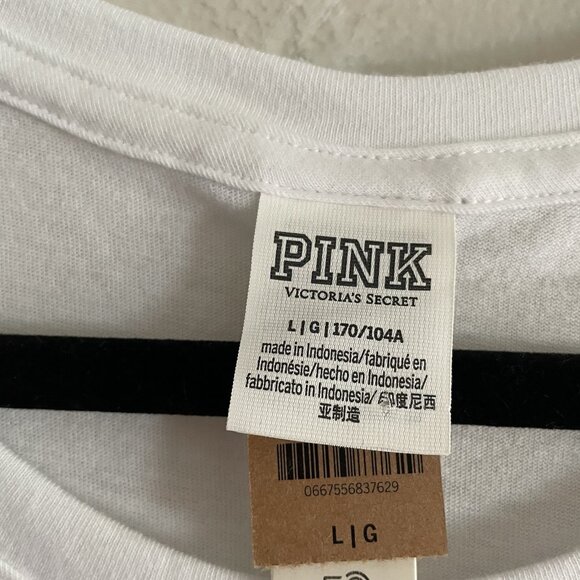 PINK
VICTORIA'S SECRET
L|G|170/104A
made in Indonesia/fabriqué en
Indonésie/hecho en Indonesia/
fabbricato in Indonesia/印度尼西
亚制造
0667556837629
L|G